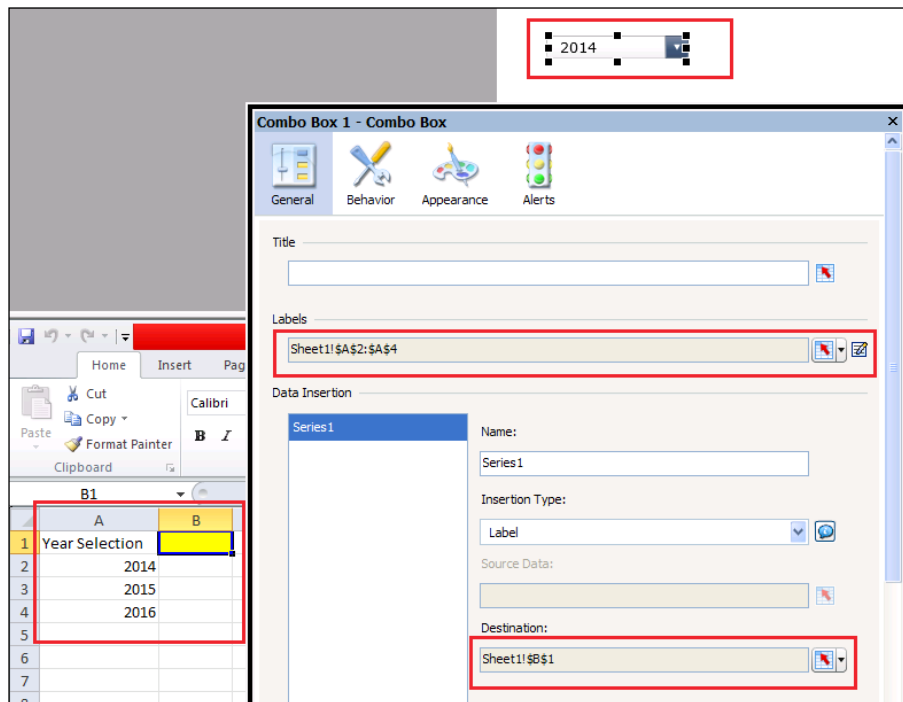 2014
Combo Box 1 - Combo Box
General Behavior Appearance Alerts
Title
Labels
Sheet1!$A$2:$A$4
Data Insertion
Series1
Name:
Series1
Insertion Type:
Label
Source Data:
Destination:
Sheet1!$B$1
Home Insert Pag
Cut
Copy
Paste
Format Painter
Clipboard
Calibri
B I
B1
A B
1 Year Selection
2 2014
3 2015
4 2016
5
6
7